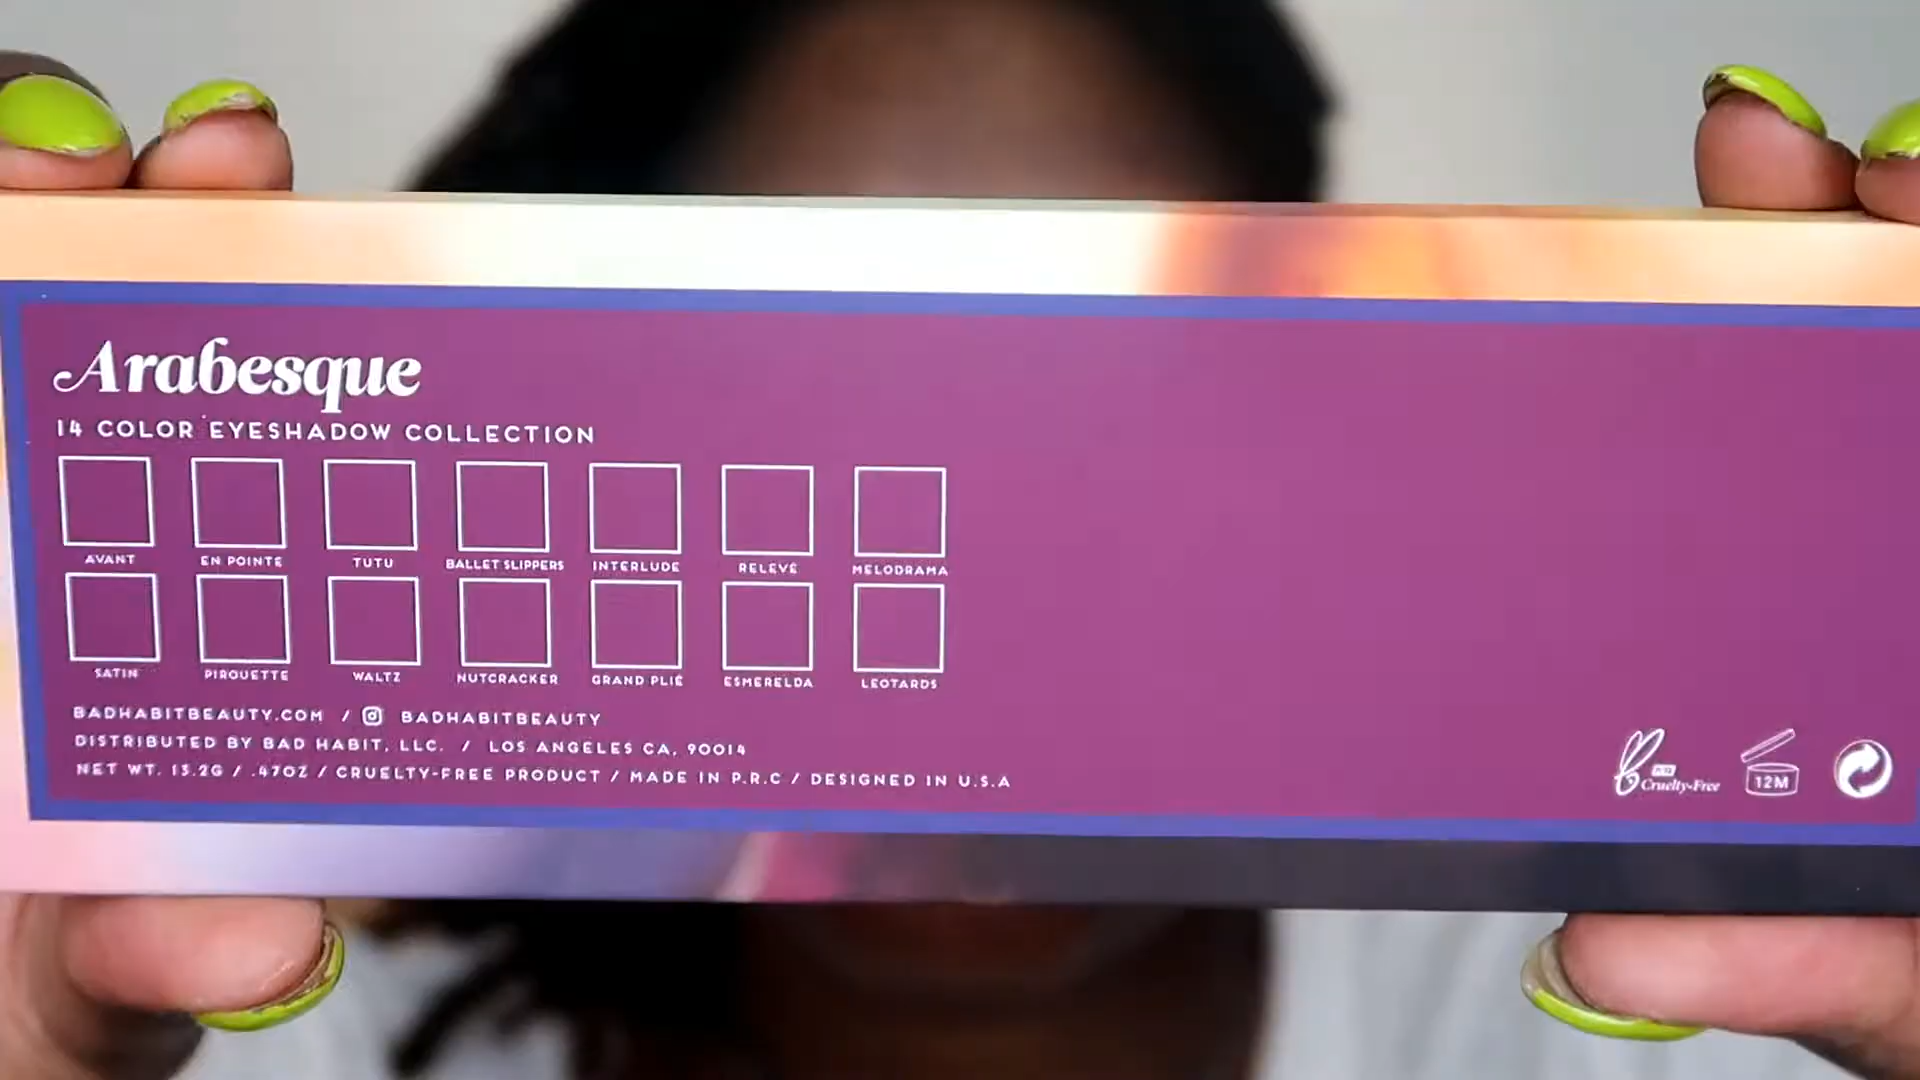 Arabesque
14 COLOR EYESHADOW COLLECTION
AVANT EN POINTE TUTU BALLET SLIPPERS INTERLUDE RELEVÉ MELODRAMA
SATIN PIROUETTE WALTZ NUTCRACKER GRAND PLIÉ ESMERELDA LEOTARDS
BADHABITBEAUTY.COM / BADHABITBEAUTY
DISTRIBUTED BY BAD HABIT, LLC. / LOS ANGELES CA, 90014
NET WT. 13.2G / .47OZ / CRUELTY-FREE PRODUCT / MADE IN P.R.C / DESIGNED IN U.S.A
Cruelty-Free
12M